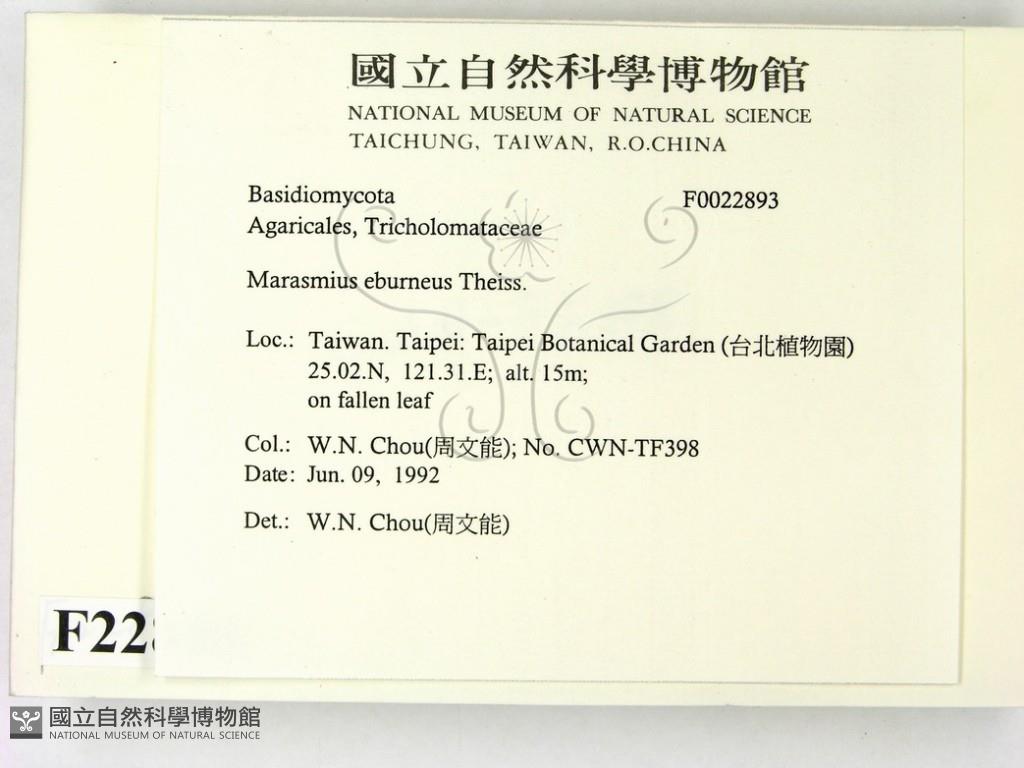 國立自然科學博物館
NATIONAL MUSEUM OF NATURAL SCIENCE
TAICHUNG, TAIWAN, R.O.CHINA
Basidiomycota F0022893
Agaricales, Tricholomataceae
Marasmius eburneus Theiss.
Loc.: Taiwan. Taipei: Taipei Botanical Garden (台北植物園)
25.02.N, 121.31.E; alt. 15m;
on fallen leaf
Col.: W.N. Chou(周文能); No. CWN-TF398
Date: Jun. 09, 1992
Det.: W.N. Chou(周文能)
F22
國立自然科學博物館
NATIONAL MUSEUM OF NATURAL SCIENCE